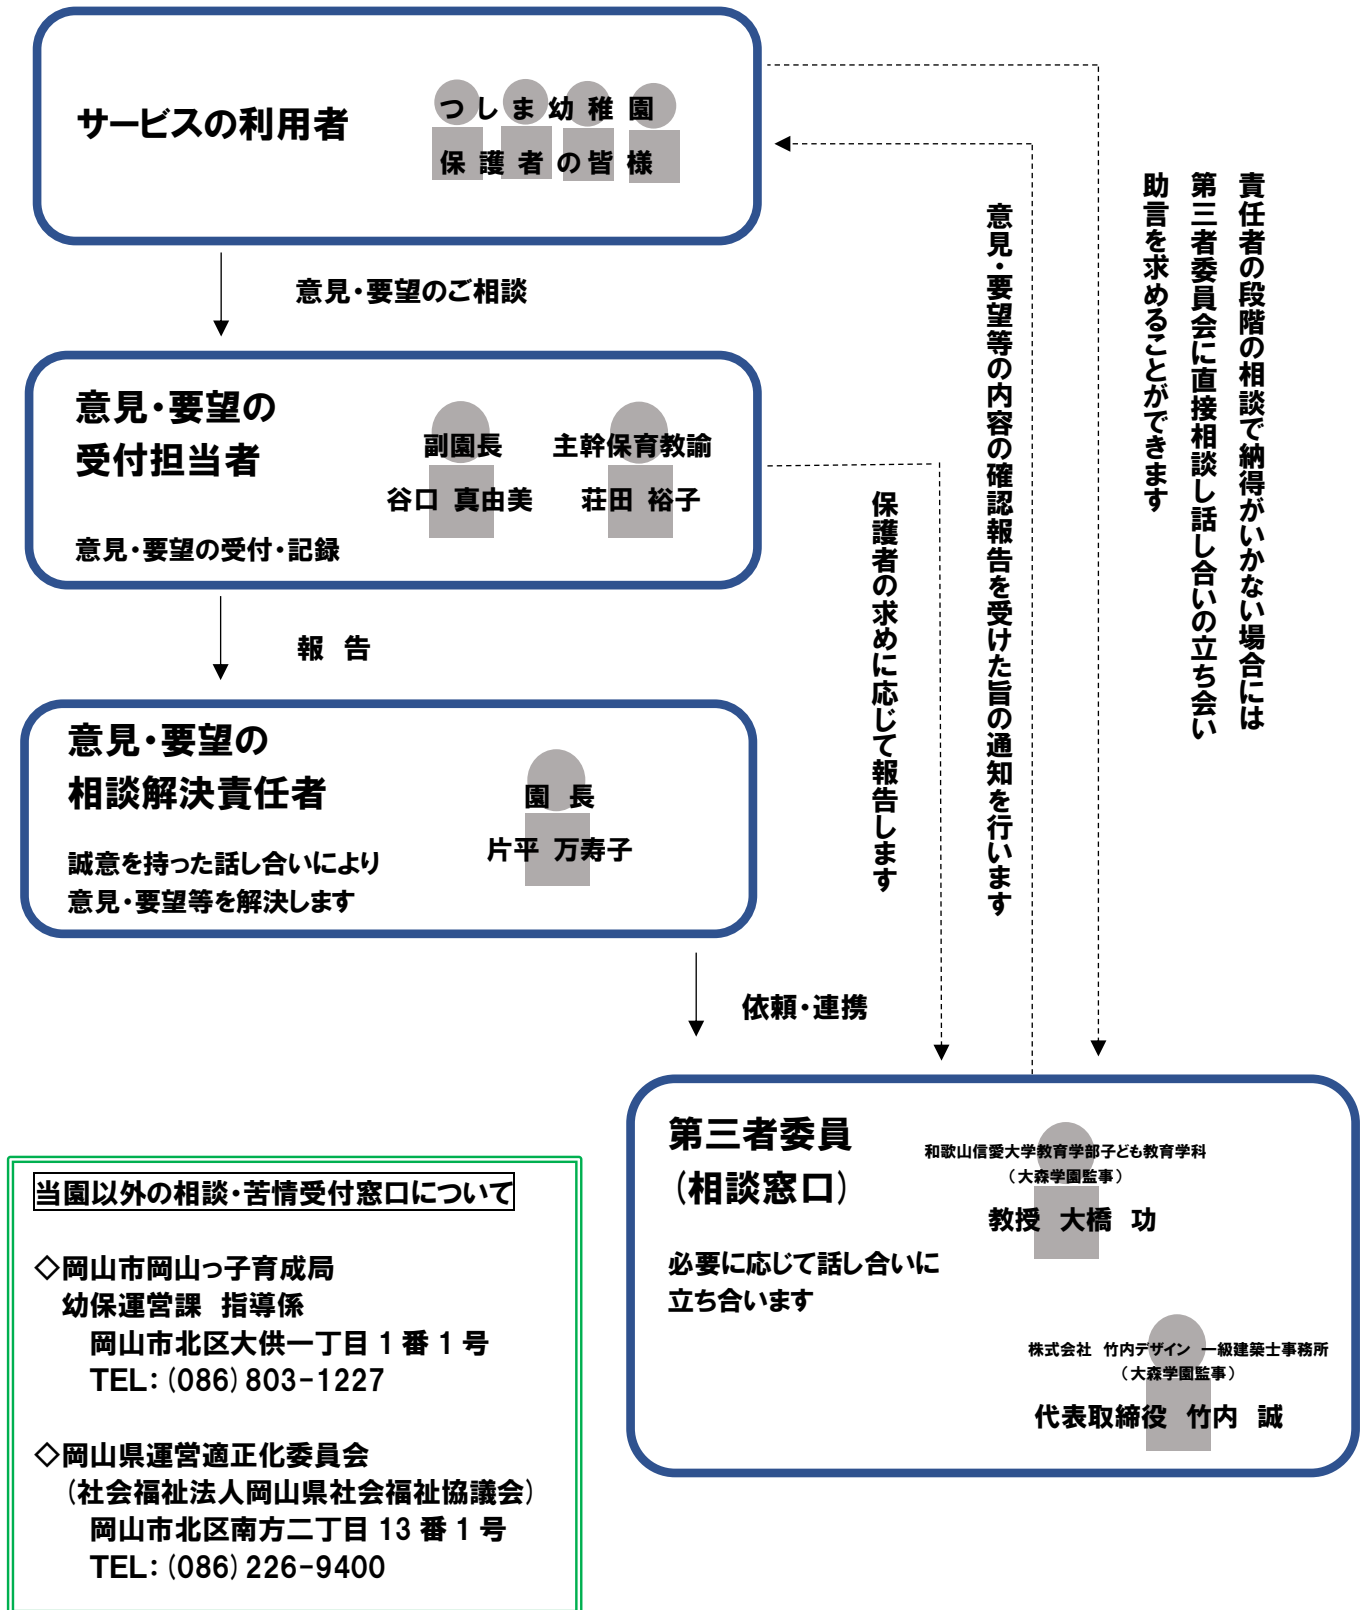 サービスの利用者
つしま幼稚園
保護者の皆様
意見・要望のご相談
意見・要望の
受付担当者
副園長
谷口 真由美
主幹保育教諭
荘田 裕子
意見・要望の受付・記録
報 告
意見・要望の
相談解決責任者
園 長
片平 万寿子
誠意を持った話し合いにより
意見・要望等を解決します
依頼・連携
責任者の段階の相談で納得がいかない場合には
第三者委員会に直接相談し話し合いの立ち会い
助言を求めることができます
意見・要望等の内容の確認報告を受けた旨の通知を行います
保護者の求めに応じて報告します
第三者委員
(相談窓口)
必要に応じて話し合いに
立ち合います
和歌山信愛大学教育学部子ども教育学科
(大森学園監事)
教授 大橋 功
株式会社 竹内デザイン 一級建築士事務所
(大森学園監事)
代表取締役 竹内 誠
当園以外の相談・苦情受付窓口について
◇岡山市岡山っ子育成局
幼保運営課 指導係
岡山市北区大供一丁目1番1号
TEL:(086)803-1227
◇岡山県運営適正化委員会
(社会福祉法人岡山県社会福祉協議会)
岡山市北区南方二丁目13番1号
TEL:(086)226-9400